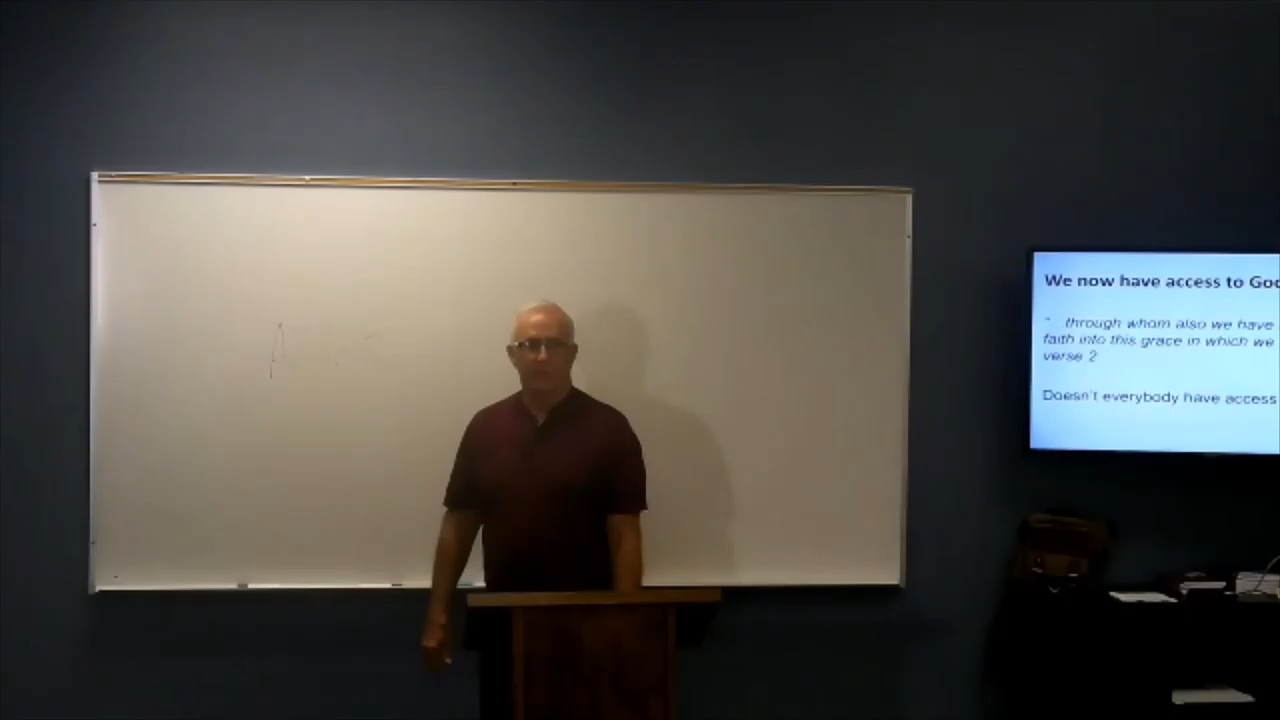 We now have access to God
- through whom also we have
faith into this grace in which we
verse 2
Doesn't everybody have access